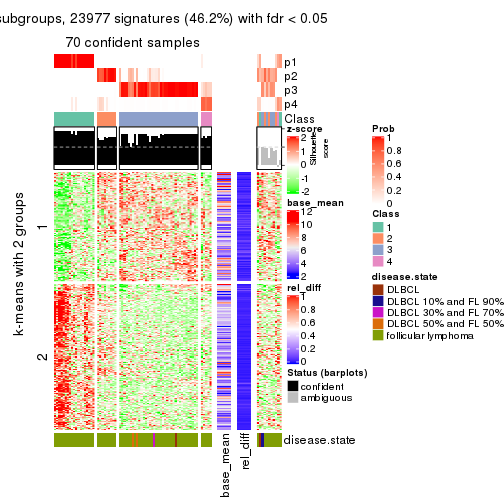 subgroups, 23977 signatures (46.2%) with fdr < 0.05
70 confident samples
p1
p2
p3
p4
Class
z-score
2
1
0
-1
-2
Silhouette
score
base_mean
12
10
8
6
4
2
rel_diff
1
0.8
0.6
0.4
0.2
0
Status (barplots)
confident
ambiguous
Prob
1
0.8
0.6
0.4
0.2
0
Class
1
2
3
4
disease.state
DLBCL
DLBCL 10% and FL 90%
DLBCL 30% and FL 70%
DLBCL 50% and FL 50%
follicular lymphoma
k-means with 2 groups
1
2
disease.state
base_mean
rel_diff